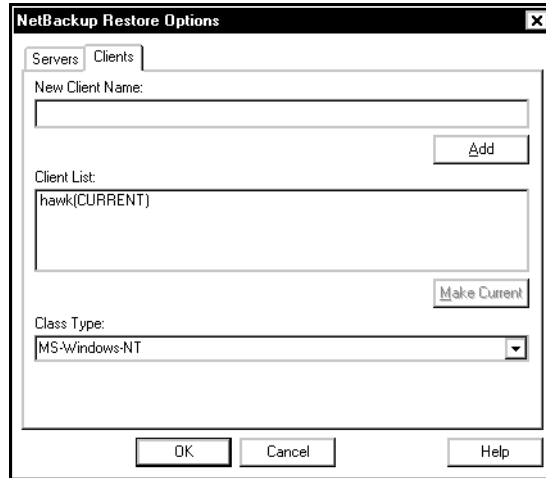 NetBackup Restore Options
Servers Clients
New Client Name:
Add
Client List:
hawk(CURRENT)
Make Current
Class Type:
MS-Windows-NT
OK Cancel Help